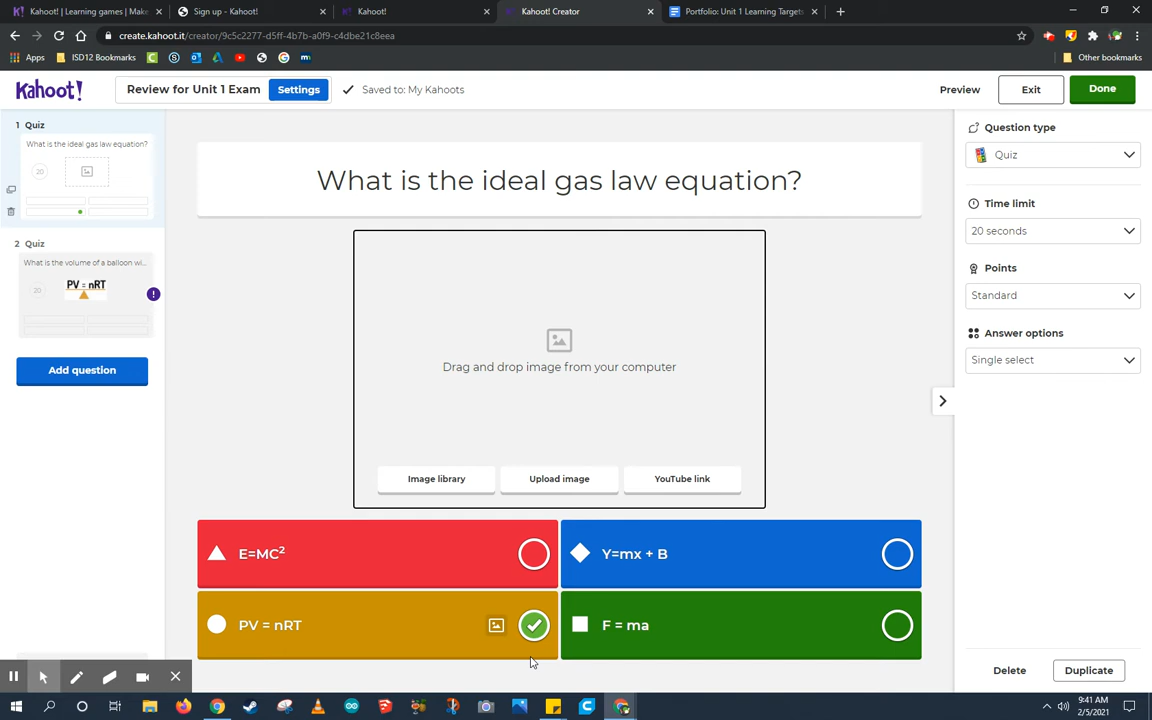 Kahoot! | Learning games | Make
Sign up - Kahoot!
Kahoot!
Kahoot! Creator
Portfolio: Unit 1 Learning Targets
create.kahoot.it/creator/9c5c2277-d5ff-4b7b-a0f9-c4dbe21c8eea
Apps
ISD12 Bookmarks
Other bookmarks
Kahoot!
Review for Unit 1 Exam
Settings
Saved to: My Kahoots
Preview
Exit
Done
1 Quiz
What is the ideal gas law equation?
20
2 Quiz
What is the volume of a balloon wi...
20
PV = nRT
!
Add question
What is the ideal gas law equation?
Drag and drop image from your computer
Image library
Upload image
YouTube link
E=MC²
Y=mx + B
PV = nRT
F = ma
Question type
Quiz
Time limit
20 seconds
Points
Standard
Answer options
Single select
Delete
Duplicate
9:41 AM
2/5/2021